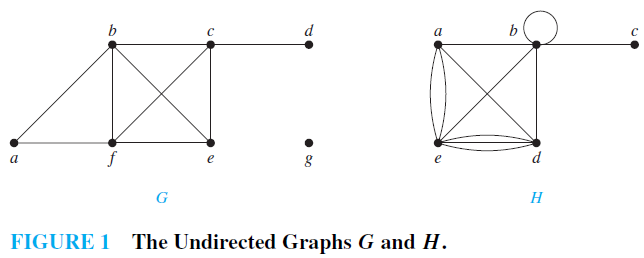 b c d a b c
a f e g e d
G H
FIGURE 1 The Undirected Graphs G and H.